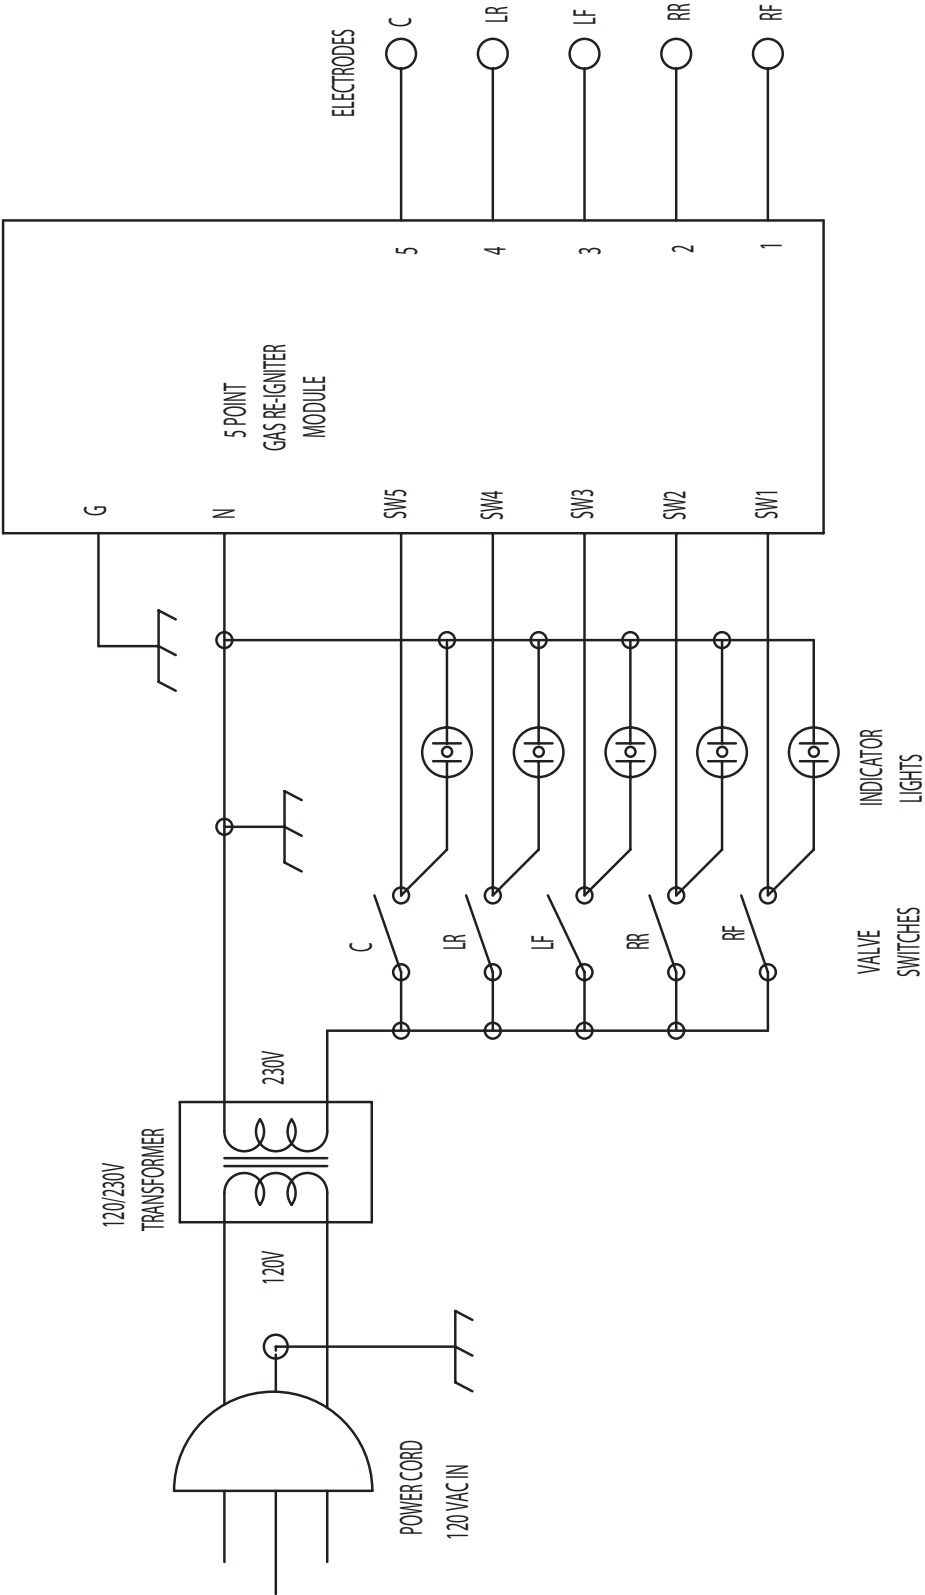 120/230V
TRANSFORMER
120V
230V
POWER CORD
120 VAC IN
C
LR
LF
RR
RF
VALVE
SWITCHES
INDICATOR
LIGHTS
G
N
SW5
SW4
SW3
SW2
SW1
5 POINT
GAS RE-IGNITER
MODULE
5
4
3
2
1
ELECTRODES
C
LR
LF
RR
RF